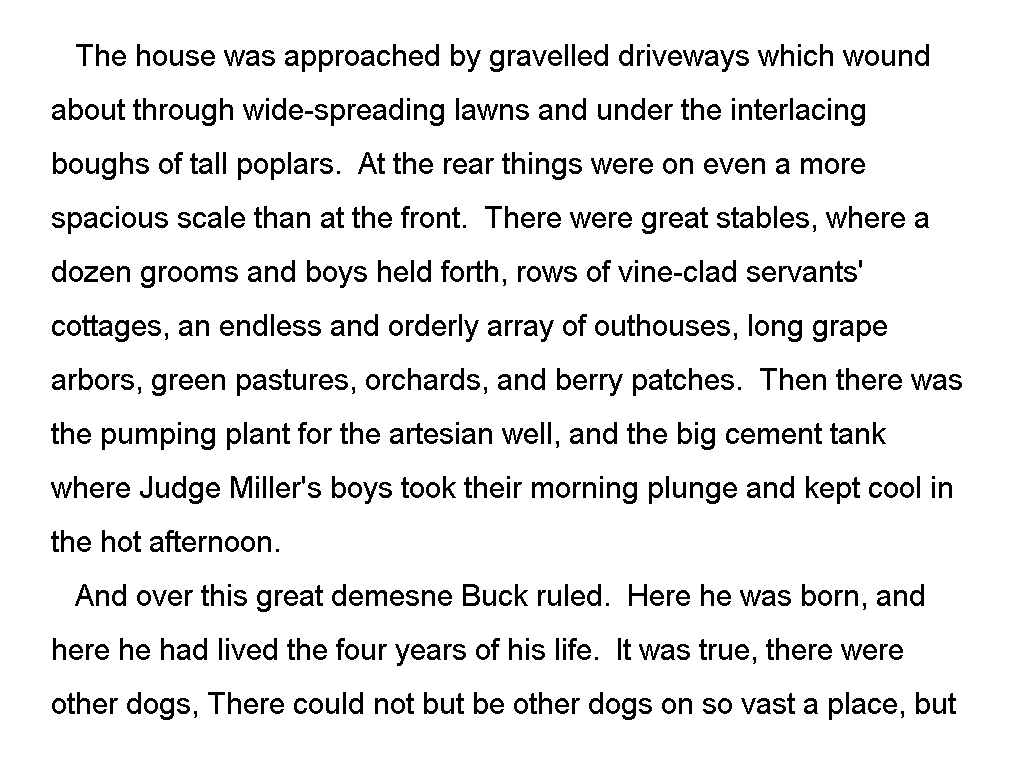 The house was approached by gravelled driveways which wound
about through wide-spreading lawns and under the interlacing
boughs of tall poplars.  At the rear things were on even a more
spacious scale than at the front.  There were great stables, where a
dozen grooms and boys held forth, rows of vine-clad servants'
cottages, an endless and orderly array of outhouses, long grape
arbors, green pastures, orchards, and berry patches.  Then there was
the pumping plant for the artesian well, and the big cement tank
where Judge Miller's boys took their morning plunge and kept cool in
the hot afternoon.
And over this great demesne Buck ruled.  Here he was born, and
here he had lived the four years of his life.  It was true, there were
other dogs, There could not but be other dogs on so vast a place, but